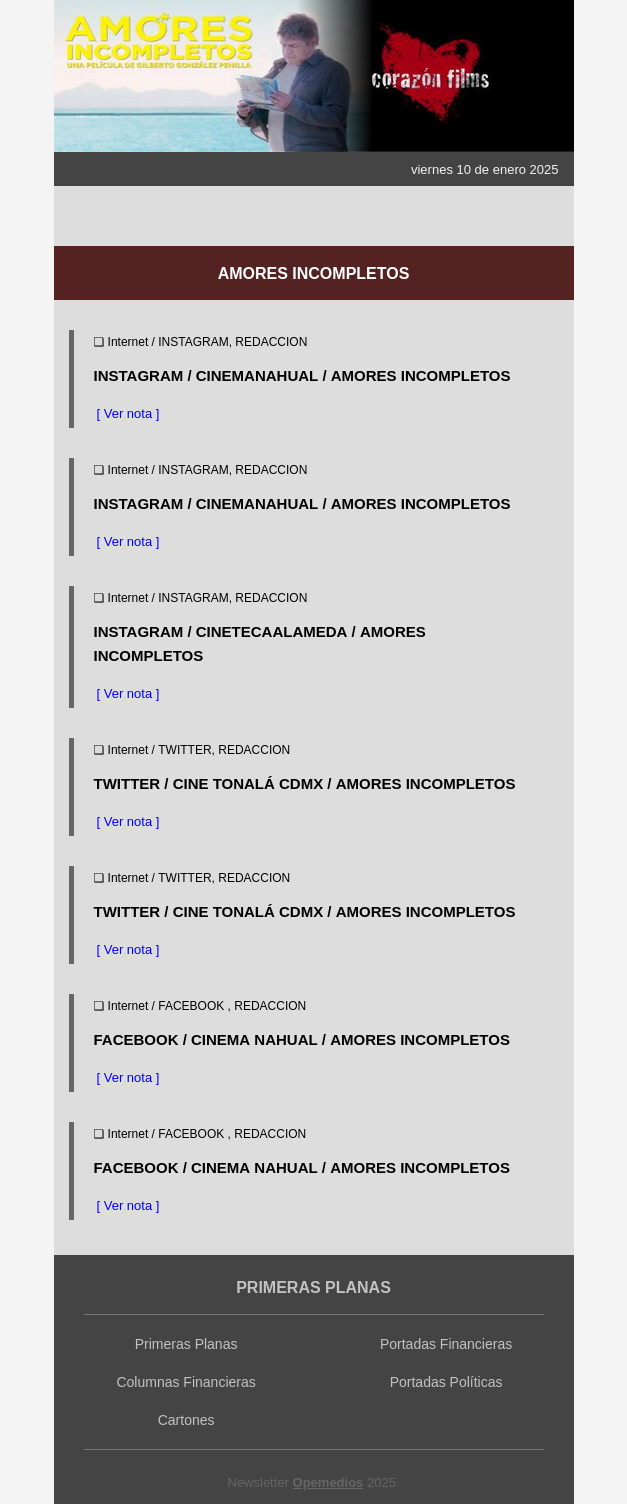 AMORES
INCOMPLETOS
UNA PELÍCULA DE GILBERTO GONZÁLEZ PENILLA
corazón films
viernes 10 de enero 2025
AMORES INCOMPLETOS
❏ Internet / INSTAGRAM, REDACCION
INSTAGRAM / CINEMANAHUAL / AMORES INCOMPLETOS
[ Ver nota ]
❏ Internet / INSTAGRAM, REDACCION
INSTAGRAM / CINEMANAHUAL / AMORES INCOMPLETOS
[ Ver nota ]
❏ Internet / INSTAGRAM, REDACCION
INSTAGRAM / CINETECAALAMEDA / AMORES
INCOMPLETOS
[ Ver nota ]
❏ Internet / TWITTER, REDACCION
TWITTER / CINE TONALÁ CDMX / AMORES INCOMPLETOS
[ Ver nota ]
❏ Internet / TWITTER, REDACCION
TWITTER / CINE TONALÁ CDMX / AMORES INCOMPLETOS
[ Ver nota ]
❏ Internet / FACEBOOK , REDACCION
FACEBOOK / CINEMA NAHUAL / AMORES INCOMPLETOS
[ Ver nota ]
❏ Internet / FACEBOOK , REDACCION
FACEBOOK / CINEMA NAHUAL / AMORES INCOMPLETOS
[ Ver nota ]
PRIMERAS PLANAS
Primeras Planas
Portadas Financieras
Columnas Financieras
Portadas Políticas
Cartones
Newsletter Opemedios 2025.